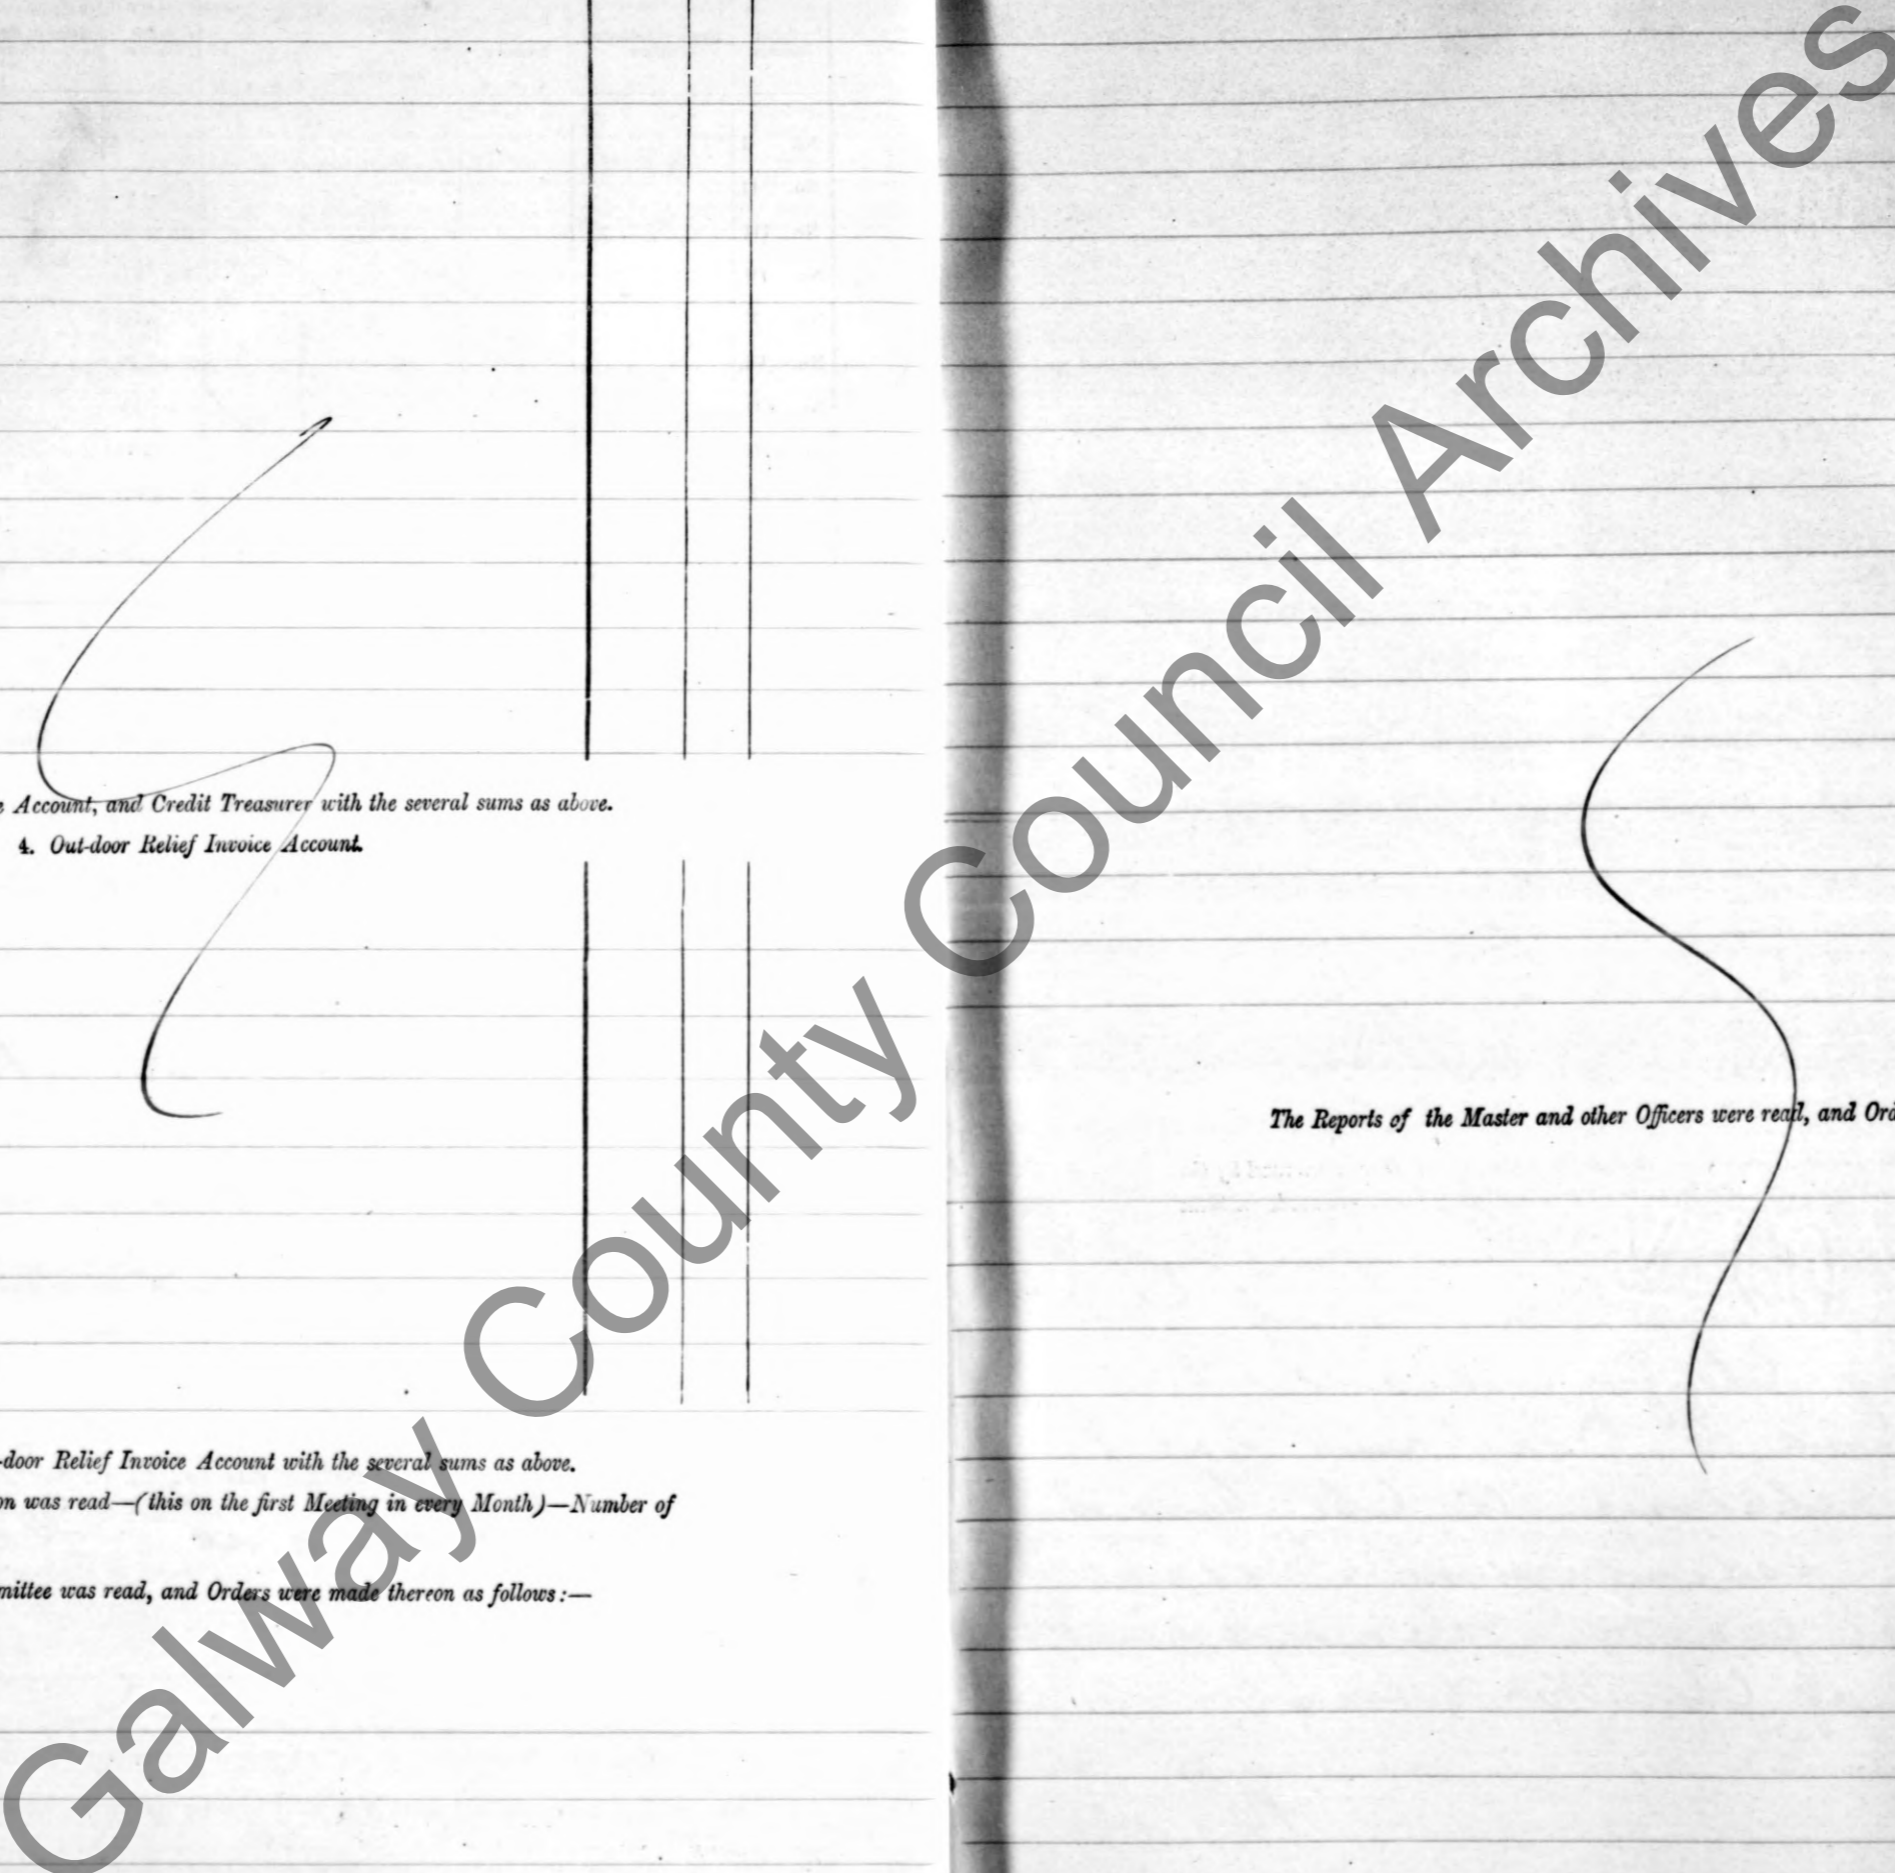 Account, and Credit Treasurer with the several sums as above.
4. Out-door Relief Invoice Account.
-door Relief Invoice Account with the several sums as above.
on was read—(this on the first Meeting in every Month)—Number of
mittee was read, and Orders were made thereon as follows:—
The Reports of the Master and other Officers were read, and Ord
Galway County Council Archives